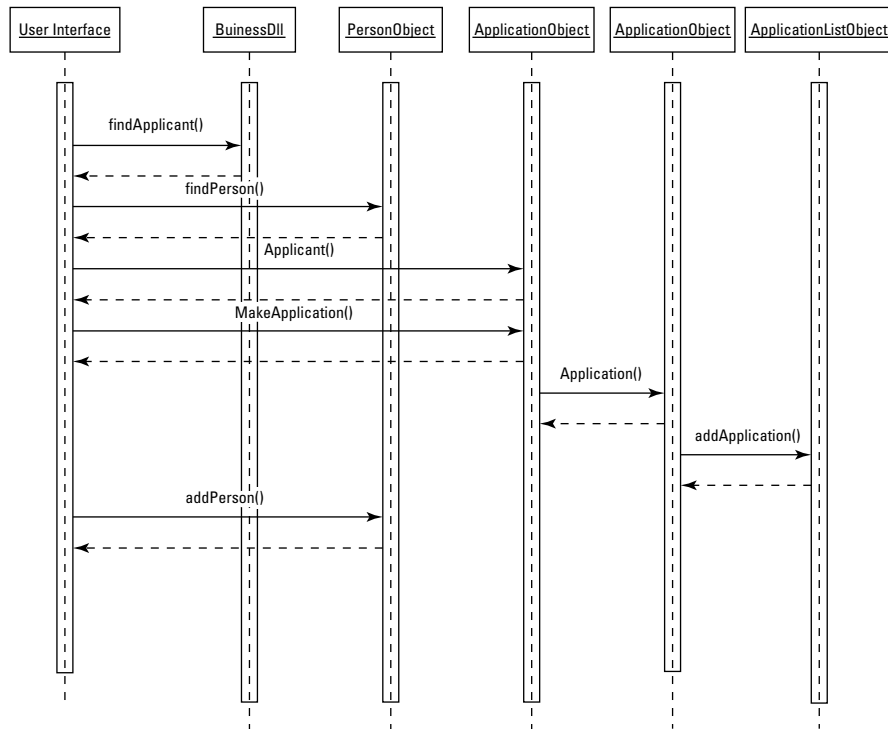 User Interface
BuinessDll
PersonObject
ApplicationObject
ApplicationObject
ApplicationListObject
findApplicant()
findPerson()
Applicant()
MakeApplication()
Application()
addApplication()
addPerson()